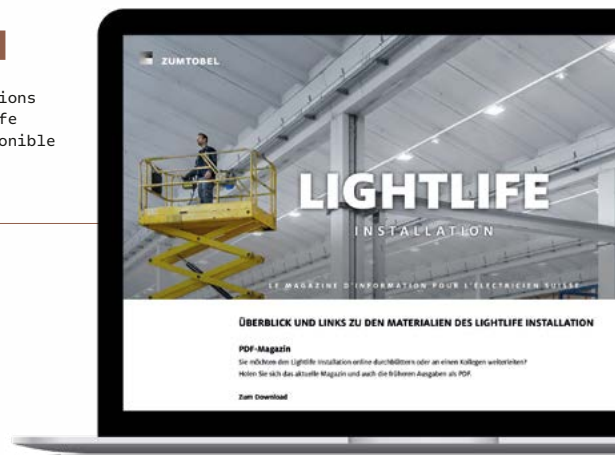 ions
fe
onible
ZUMTOBEL
LIGHTLIFE
INSTALLATION
LE MAGAZINE D'INFORMATION POUR L'ÉLECTRICIEN SUISSE
ÜBERBLICK UND LINKS ZU DEN MATERIALIEN DES LIGHTLIFE INSTALLATION
PDF-Magazin
Sie möchten den Lightlife Installation online durchblättern oder an einen Kollegen weiterleiten?
Holen Sie sich das aktuelle Magazin und auch die früheren Ausgaben als PDF.
Zum Download